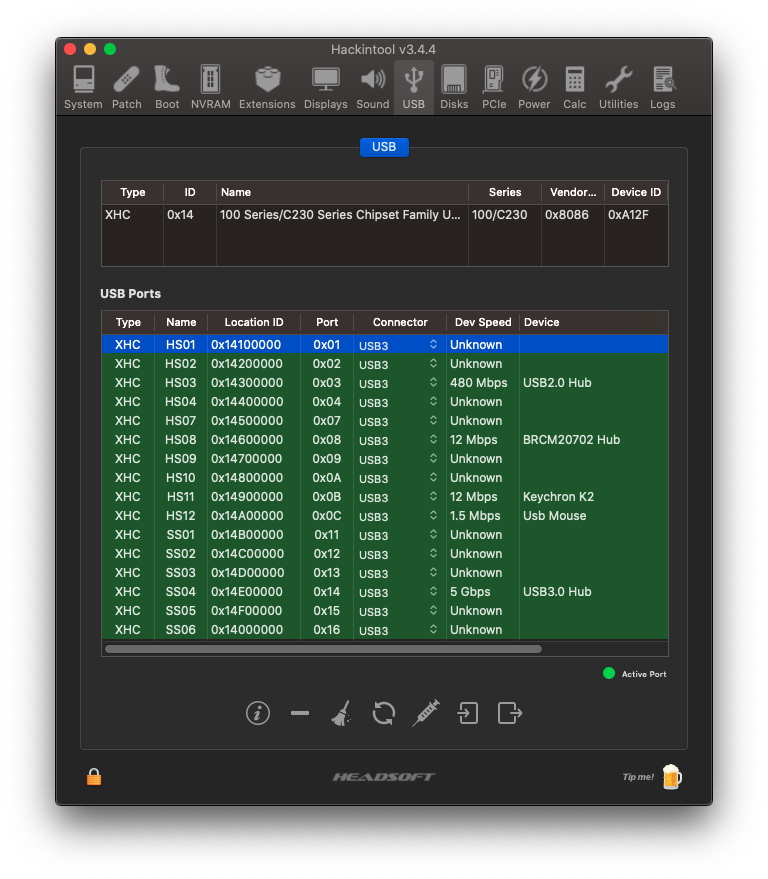 Hackintool v3.4.4
System Patch Boot NVRAM Extensions Displays Sound USB Disks PCIe Power Calc Utilities Logs
USB
Type ID Name Series Vendor... Device ID
XHC 0x14 100 Series/C230 Series Chipset Family U... 100/C230 0x8086 0xA12F
USB Ports
Type Name Location ID Port Connector Dev Speed Device
XHC HS01 0x14100000 0x01 USB3 Unknown
XHC HS02 0x14200000 0x02 USB3 Unknown
XHC HS03 0x14300000 0x03 USB3 480 Mbps USB2.0 Hub
XHC HS04 0x14400000 0x04 USB3 Unknown
XHC HS07 0x14500000 0x07 USB3 Unknown
XHC HS08 0x14600000 0x08 USB3 12 Mbps BRCM20702 Hub
XHC HS09 0x14700000 0x09 USB3 Unknown
XHC HS10 0x14800000 0x0A USB3 Unknown
XHC HS11 0x14900000 0x0B USB3 12 Mbps Keychron K2
XHC HS12 0x14A00000 0x0C USB3 1.5 Mbps Usb Mouse
XHC SS01 0x14B00000 0x11 USB3 Unknown
XHC SS02 0x14C00000 0x12 USB3 Unknown
XHC SS03 0x14D00000 0x13 USB3 Unknown
XHC SS04 0x14E00000 0x14 USB3 5 Gbps USB3.0 Hub
XHC SS05 0x14F00000 0x15 USB3 Unknown
XHC SS06 0x14000000 0x16 USB3 Unknown
Active Port
HEADSOFT
Tip me!